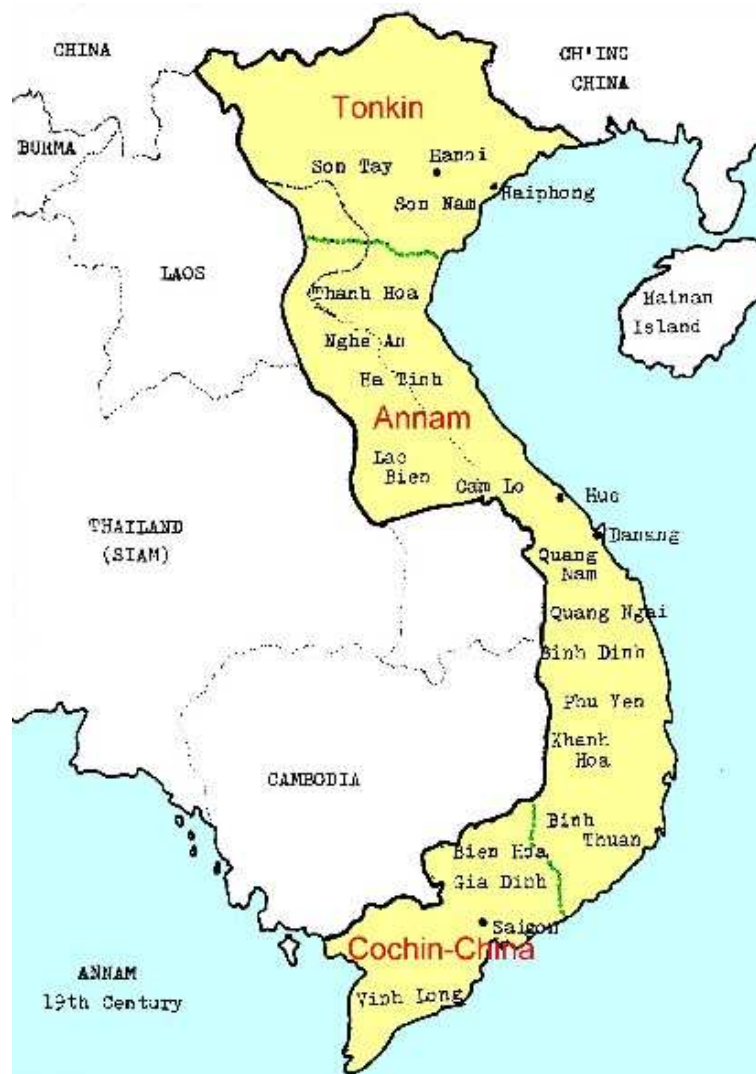 CHINA
CH'ING
CHINA
BURMA
Tonkin
Hanoi
Son Tay
Son Nam
Haiphong
LAOS
Thanh Hoa
Hainan
Island
Nghe An
Ha Tinh
Annam
Lac
Bien
Cam Lo
Hue
THAILAND
(SIAM)
Danang
Quang
Nam
Quang Ngai
Binh Dinh
Phu Yen
Khanh
Hoa
CAMBODIA
Binh
Thuan
Bien Hoa
Gia Dinh
Saigon
Cochin-China
ANNAM
19th Century
Vinh Long